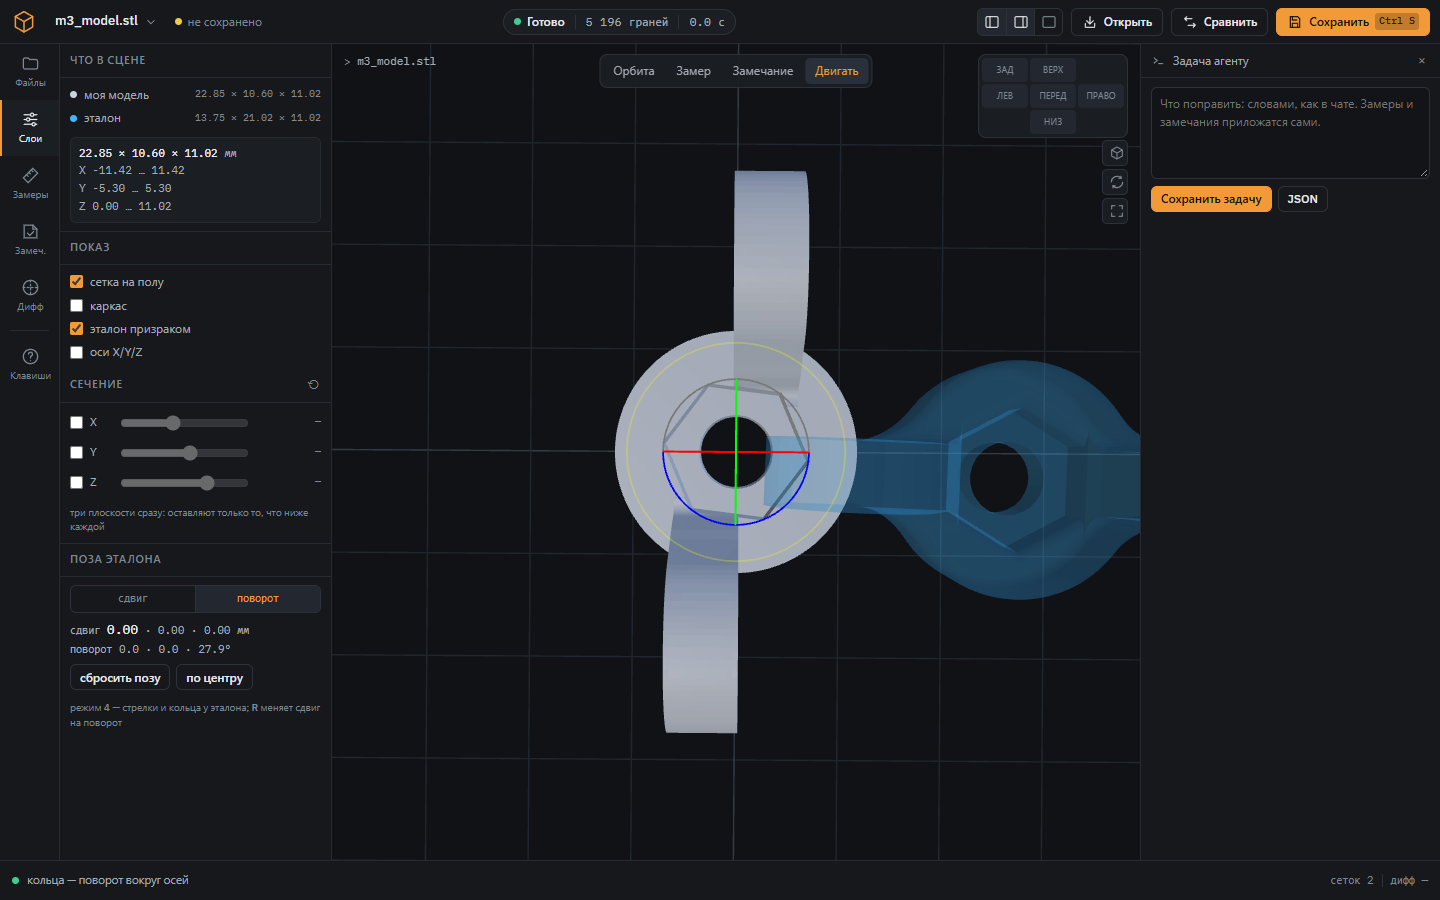 m3_model.stl
не сохранено
Готово
5 196 граней
0.0 с
Открыть
Сравнить
Сохранить Ctrl S
Файлы
Слои
Замеры
Замеч.
Дифф
Клавиши
ЧТО В СЦЕНЕ
моя модель 22.85 × 10.60 × 11.02
эталон 13.75 × 21.02 × 11.02
22.85 × 10.60 × 11.02 мм
X -11.42 … 11.42
Y -5.30 … 5.30
Z 0.00 … 11.02
ПОКАЗ
сетка на полу
каркас
эталон призраком
оси X/Y/Z
СЕЧЕНИЕ
X –
Y –
Z –
три плоскости сразу: оставляют только то, что ниже
каждой
ПОЗА ЭТАЛОНА
сдвиг
поворот
сдвиг 0.00 · 0.00 · 0.00 мм
поворот 0.0 · 0.0 · 27.9°
сбросить позу
по центру
режим 4 — стрелки и кольца у эталона; R меняет сдвиг
на поворот
> m3_model.stl
Орбита
Замер
Замечание
Двигать
ЗАД
ВЕРХ
ЛЕВ
ПЕРЕД
ПРАВО
НИЗ
Задача агенту ×
Что поправить: словами, как в чате. Замеры и
замечания приложатся сами.
Сохранить задачу
JSON
кольца — поворот вокруг осей
сеток 2
дифф —